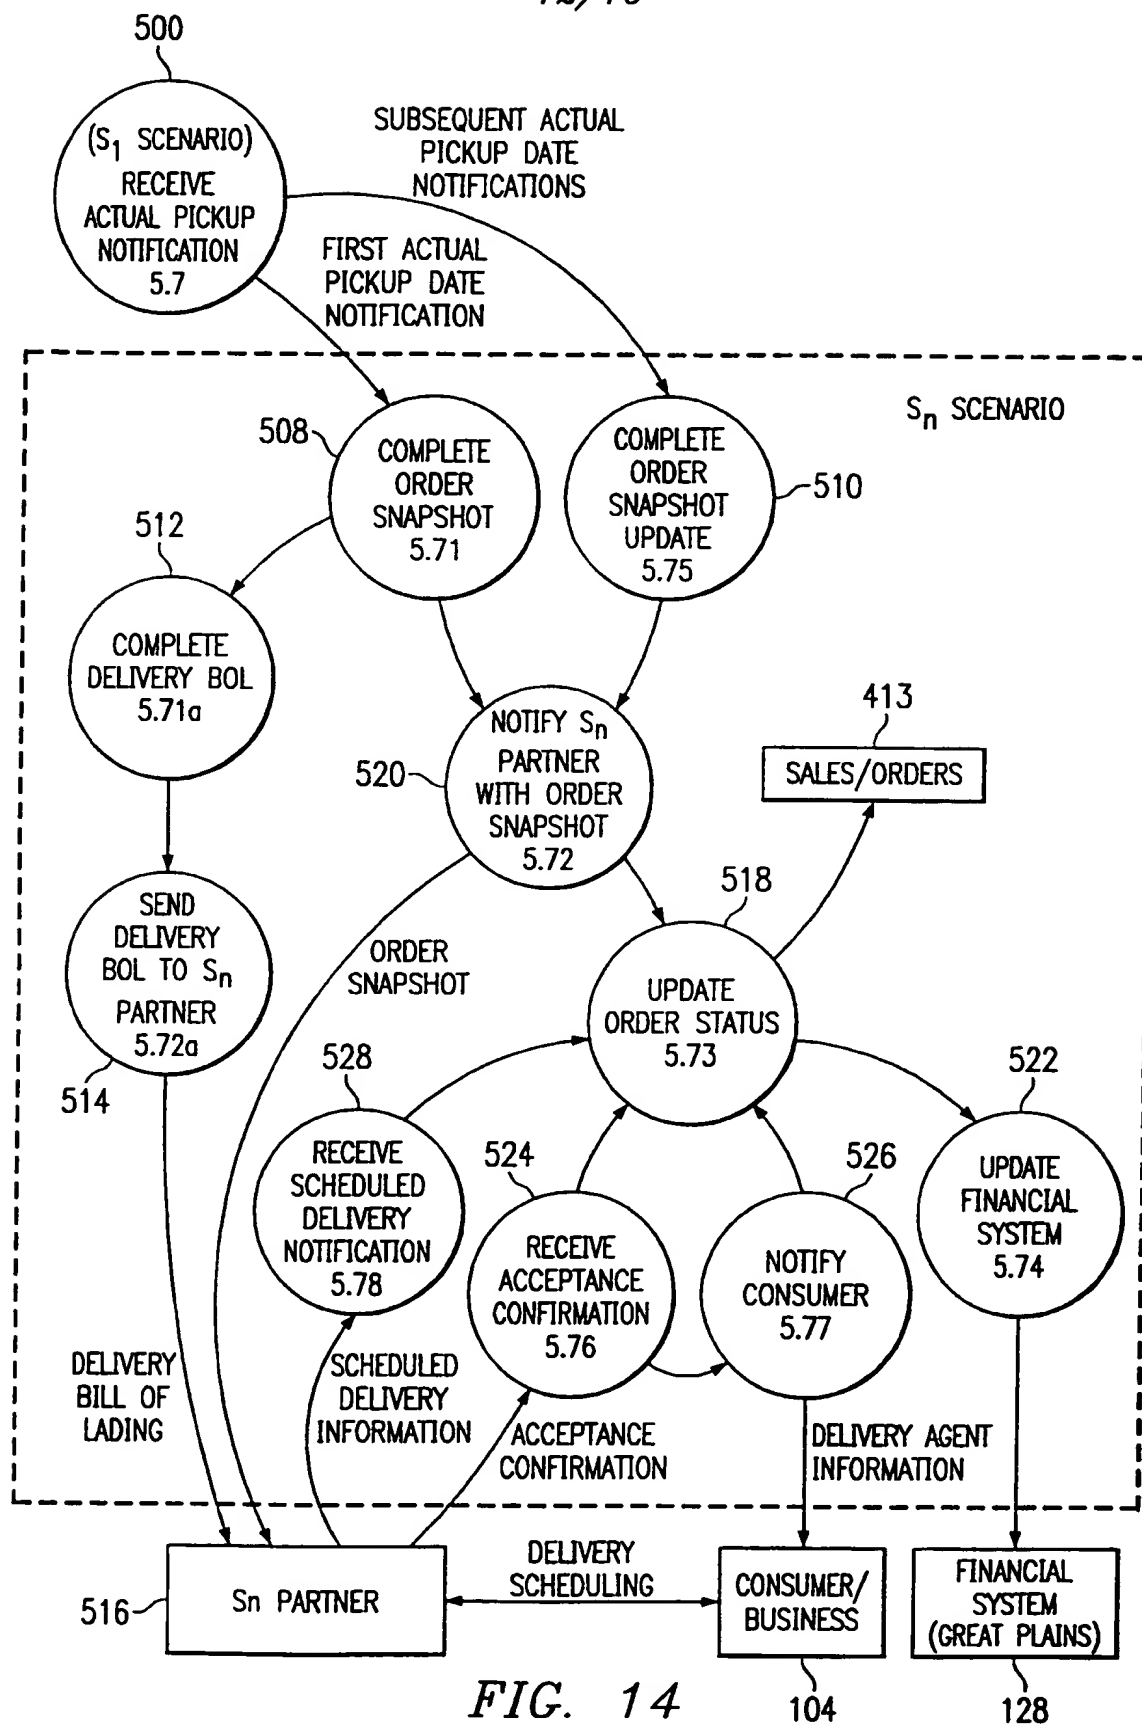 500
(S1 SCENARIO)
RECEIVE
ACTUAL PICKUP
NOTIFICATION
5.7
SUBSEQUENT ACTUAL
PICKUP DATE
NOTIFICATIONS
FIRST ACTUAL
PICKUP DATE
NOTIFICATION
Sn SCENARIO
508
COMPLETE
ORDER
SNAPSHOT
5.71
COMPLETE
ORDER
SNAPSHOT
UPDATE
5.75
510
512
COMPLETE
DELIVERY BOL
5.71a
NOTIFY Sn
PARTNER
WITH ORDER
SNAPSHOT
5.72
520
413
SALES/ORDERS
SEND
DELIVERY
BOL TO Sn
PARTNER
5.72a
514
ORDER
SNAPSHOT
518
UPDATE
ORDER STATUS
5.73
528
RECEIVE
SCHEDULED
DELIVERY
NOTIFICATION
5.78
524
RECEIVE
ACCEPTANCE
CONFIRMATION
5.76
526
NOTIFY
CONSUMER
5.77
522
UPDATE
FINANCIAL
SYSTEM
5.74
DELIVERY
BILL OF
LADING
SCHEDULED
DELIVERY
INFORMATION
ACCEPTANCE
CONFIRMATION
DELIVERY AGENT
INFORMATION
516
Sn PARTNER
DELIVERY
SCHEDULING
CONSUMER/
BUSINESS
104
FINANCIAL
SYSTEM
(GREAT PLAINS)
128
FIG. 14